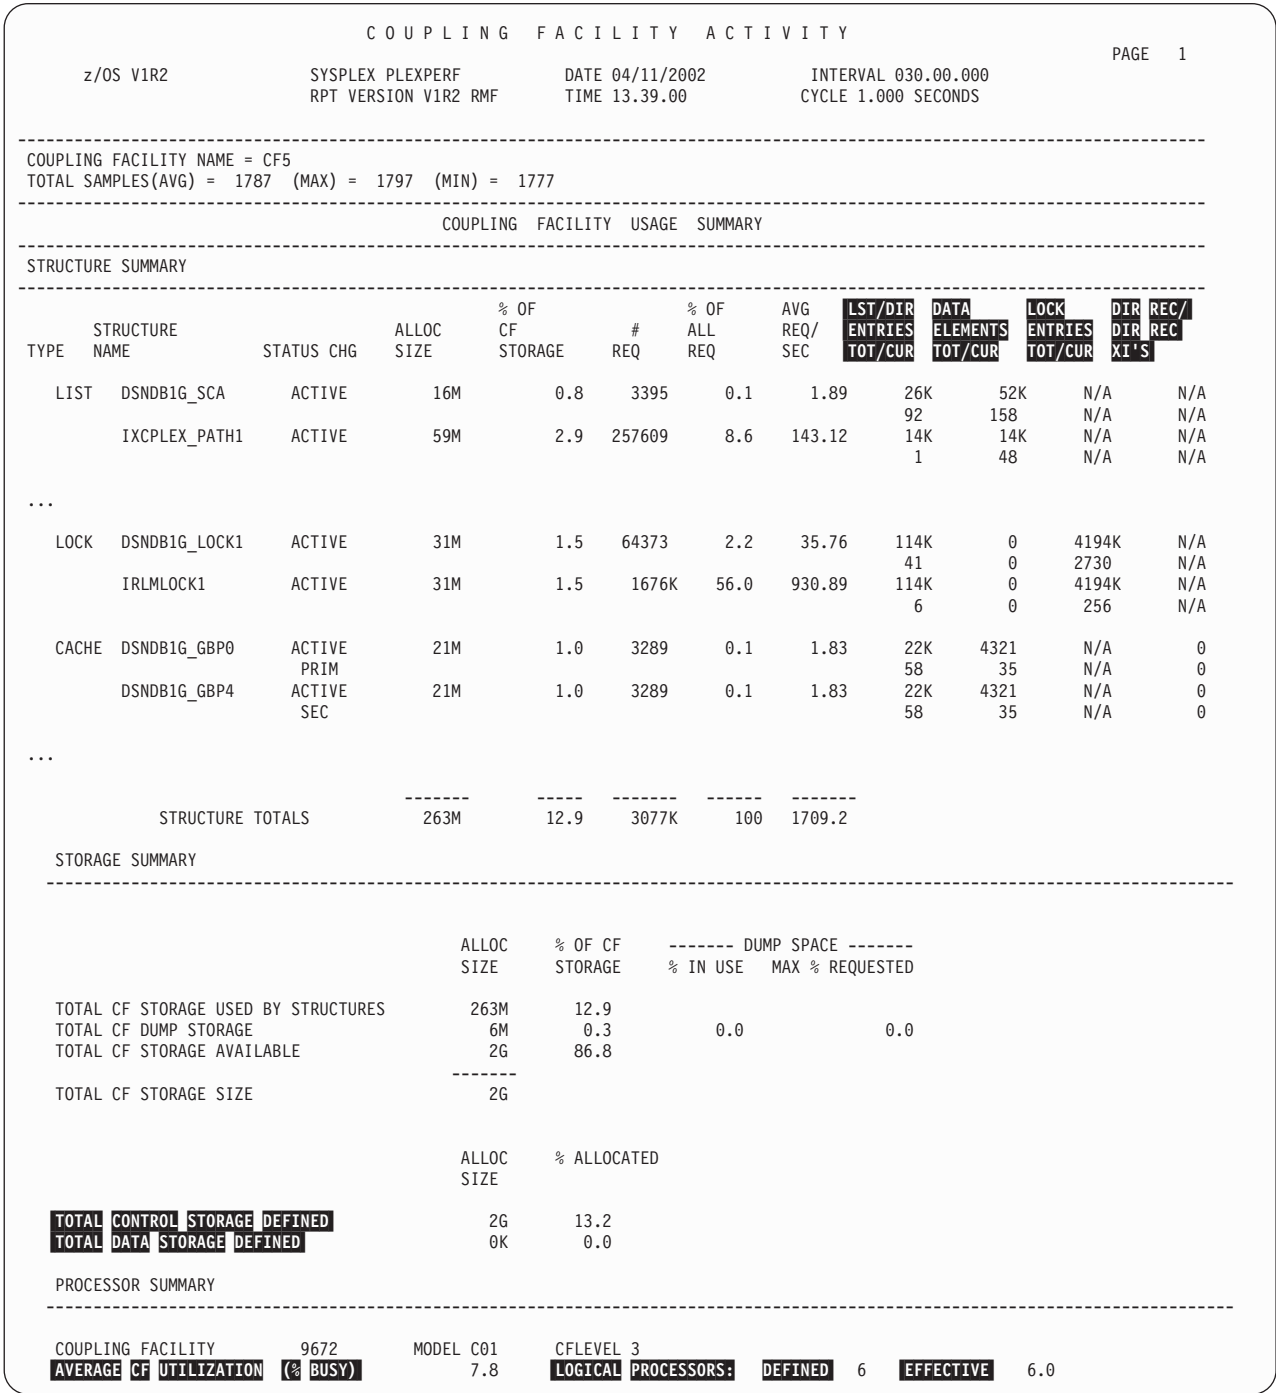 C O U P L I N G   F A C I L I T Y   A C T I V I T Y
PAGE 1
z/OS V1R2 SYSPLEX PLEXPERF DATE 04/11/2002 INTERVAL 030.00.000
RPT VERSION V1R2 RMF TIME 13.39.00 CYCLE 1.000 SECONDS
------------------------------------------------------------------------------------------------------------------------------
COUPLING FACILITY NAME = CF5
TOTAL SAMPLES(AVG) = 1787 (MAX) = 1797 (MIN) = 1777
------------------------------------------------------------------------------------------------------------------------------
COUPLING FACILITY USAGE SUMMARY
------------------------------------------------------------------------------------------------------------------------------
STRUCTURE SUMMARY
------------------------------------------------------------------------------------------------------------------------------
% OF % OF AVG LST/DIR DATA LOCK DIR REC/
STRUCTURE ALLOC CF # ALL REQ/ ENTRIES ELEMENTS ENTRIES DIR REC
TYPE NAME STATUS CHG SIZE STORAGE REQ REQ SEC TOT/CUR TOT/CUR TOT/CUR XI'S
LIST DSNDB1G_SCA ACTIVE 16M 0.8 3395 0.1 1.89 26K 52K N/A N/A
92 158 N/A N/A
IXCPLEX_PATH1 ACTIVE 59M 2.9 257609 8.6 143.12 14K 14K N/A N/A
1 48 N/A N/A
...
LOCK DSNDB1G_LOCK1 ACTIVE 31M 1.5 64373 2.2 35.76 114K 0 4194K N/A
41 0 2730 N/A
IRLMLOCK1 ACTIVE 31M 1.5 1676K 56.0 930.89 114K 0 4194K N/A
6 0 256 N/A
CACHE DSNDB1G_GBP0 ACTIVE 21M 1.0 3289 0.1 1.83 22K 4321 N/A 0
PRIM 58 35 N/A 0
DSNDB1G_GBP4 ACTIVE 21M 1.0 3289 0.1 1.83 22K 4321 N/A 0
SEC 58 35 N/A 0
...
------- ----- ------- ------ -------
STRUCTURE TOTALS 263M 12.9 3077K 100 1709.2
STORAGE SUMMARY
------------------------------------------------------------------------------------------------------------------------------
ALLOC % OF CF ------- DUMP SPACE -------
SIZE STORAGE % IN USE MAX % REQUESTED
TOTAL CF STORAGE USED BY STRUCTURES 263M 12.9
TOTAL CF DUMP STORAGE 6M 0.3 0.0 0.0
TOTAL CF STORAGE AVAILABLE 2G 86.8
-------
TOTAL CF STORAGE SIZE 2G
ALLOC % ALLOCATED
SIZE
TOTAL CONTROL STORAGE DEFINED 2G 13.2
TOTAL DATA STORAGE DEFINED 0K 0.0
PROCESSOR SUMMARY
------------------------------------------------------------------------------------------------------------------------------
COUPLING FACILITY 9672 MODEL C01 CFLEVEL 3
AVERAGE CF UTILIZATION (% BUSY) 7.8 LOGICAL PROCESSORS: DEFINED 6 EFFECTIVE 6.0